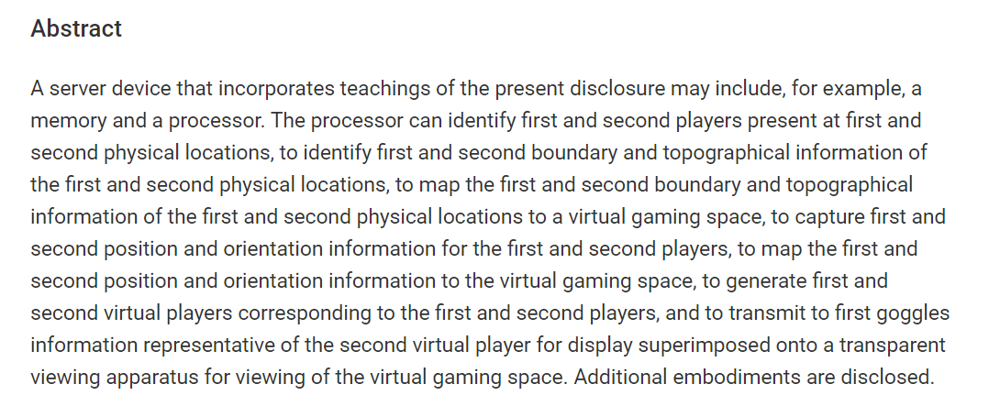 Abstract
A server device that incorporates teachings of the present disclosure may include, for example, a
memory and a processor. The processor can identify first and second players present at first and
second physical locations, to identify first and second boundary and topographical information of
the first and second physical locations, to map the first and second boundary and topographical
information of the first and second physical locations to a virtual gaming space, to capture first and
second position and orientation information for the first and second players, to map the first and
second position and orientation information to the virtual gaming space, to generate first and
second virtual players corresponding to the first and second players, and to transmit to first goggles
information representative of the second virtual player for display superimposed onto a transparent
viewing apparatus for viewing of the virtual gaming space. Additional embodiments are disclosed.